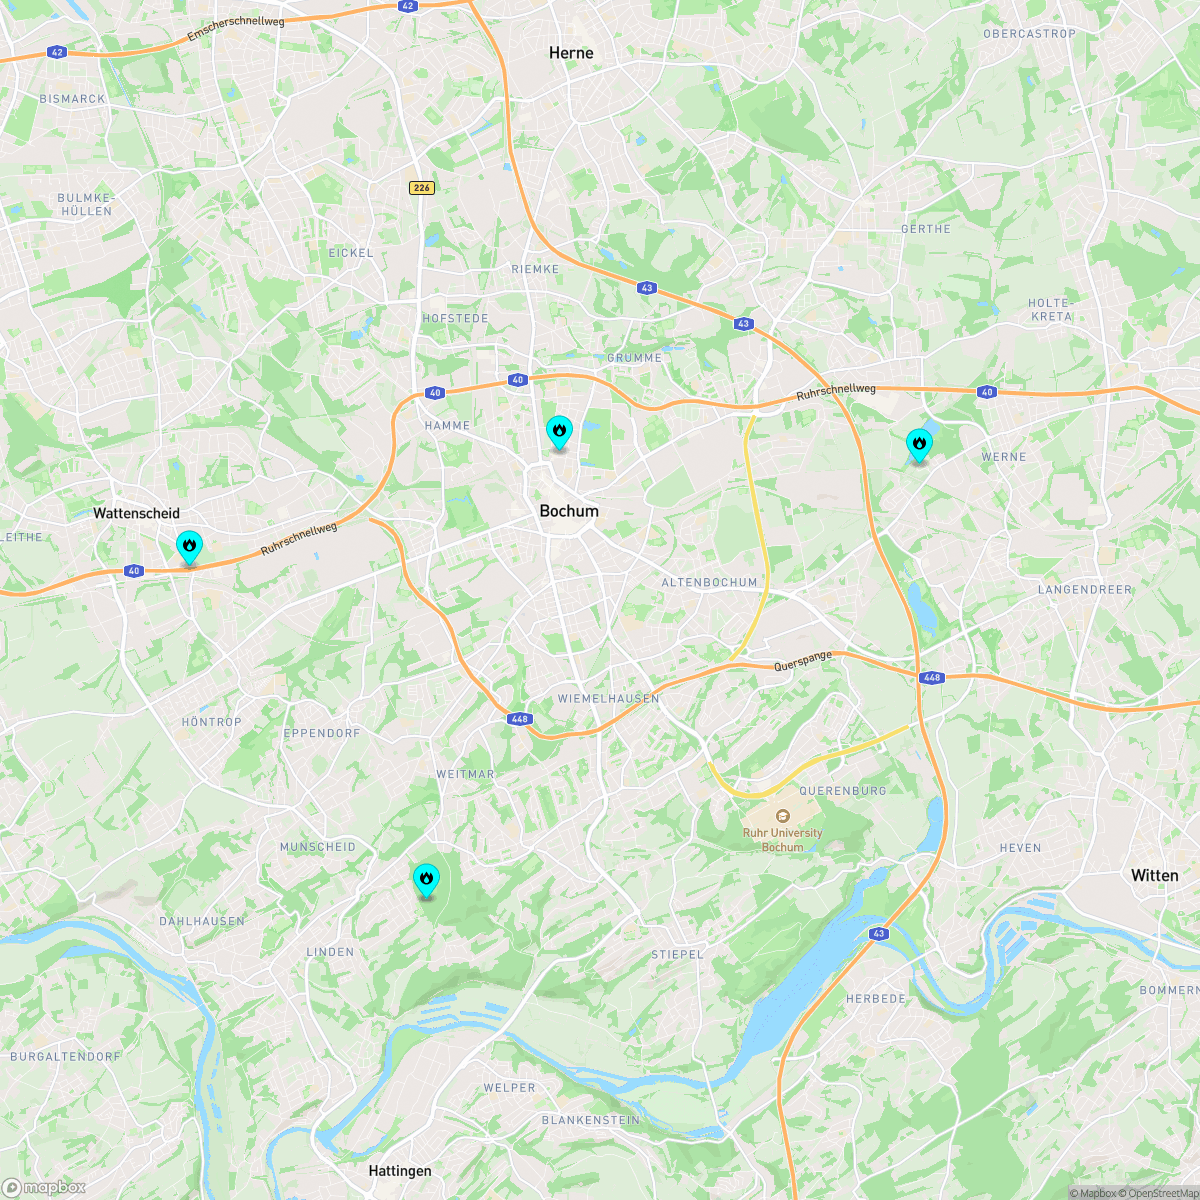 42
Emscherschnellweg
42
Herne
OBERCASTROP
BISMARCK
226
BULMKE-
HÜLLEN
GERTHE
EICKEL
RIEMKE
43
HOLTE-
KRETA
HOFSTEDE
43
GRUMME
40
40
Ruhrschnellweg
40
HAMME
WERNE
Wattenscheid
Bochum
LEITHE
Ruhrschnellweg
40
ALTENBOCHUM
LANGENDREER
Querspange
448
WIEMELHAUSEN
HÖNTROP
448
EPPENDORF
WEITMAR
QUERENBURG
Ruhr University
Bochum
MUNSCHEID
HEVEN
Witten
DAHLHAUSEN
43
LINDEN
STIEPEL
BOMMERN
HERBEDE
BURGALTENDORF
WELPER
BLANKENSTEIN
Hattingen
mapbox
© Mapbox © OpenStreetMap